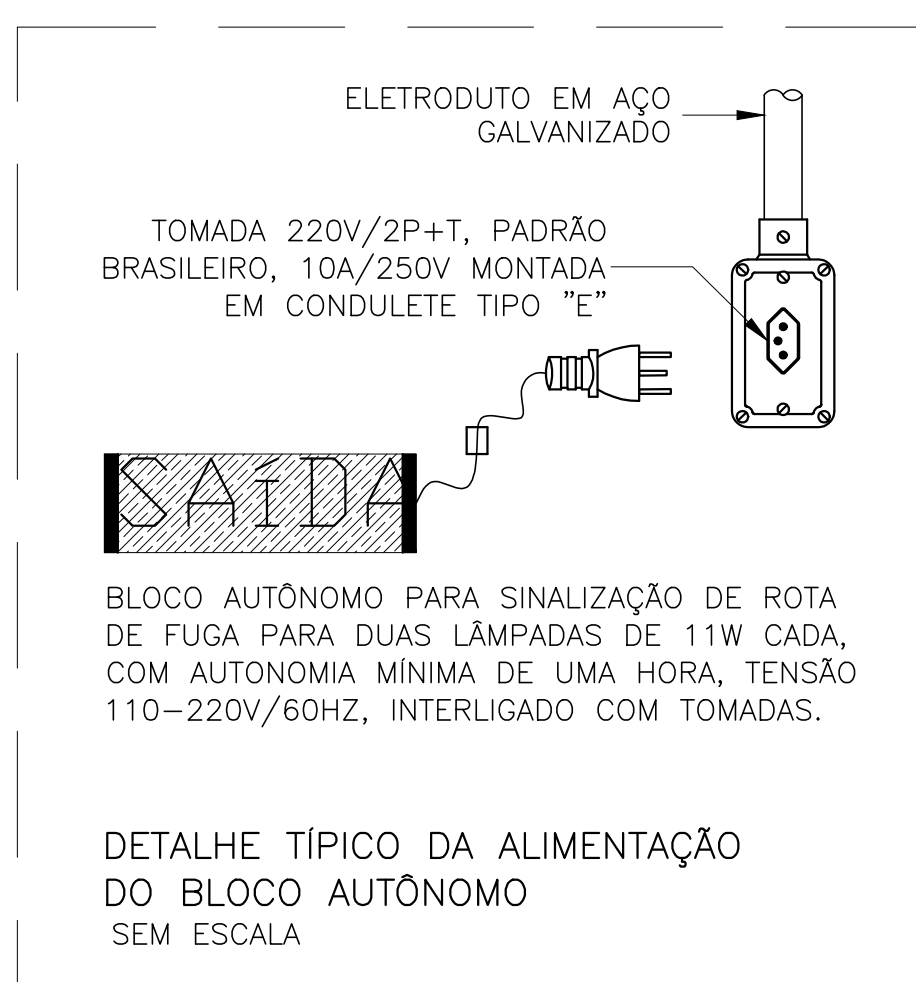 ELETRODUTO EM AÇO
GALVANIZADO
TOMADA 220V/2P+T, PADRÃO
BRASILEIRO, 10A/250V MONTADA
EM CONDULETE TIPO "E"
SAíDA
BLOCO AUTÔNOMO PARA SINALIZAÇÃO DE ROTA
DE FUGA PARA DUAS LÂMPADAS DE 11W CADA,
COM AUTONOMIA MÍNIMA DE UMA HORA, TENSÃO
110-220V/60HZ, INTERLIGADO COM TOMADAS.
DETALHE TÍPICO DA ALIMENTAÇÃO
DO BLOCO AUTÔNOMO
SEM ESCALA